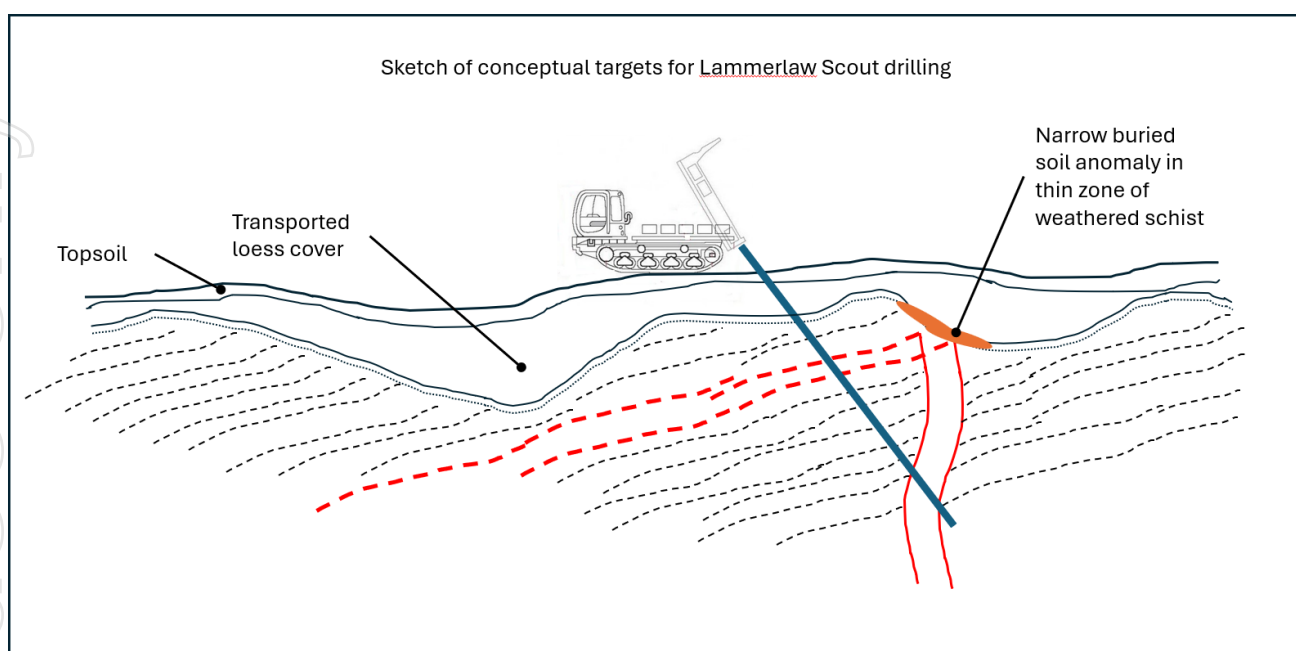 Sketch of conceptual targets for Lammerlaw Scout drilling
Narrow buried
soil anomaly in
thin zone of
weathered schist
Transported
loess cover
Topsoil